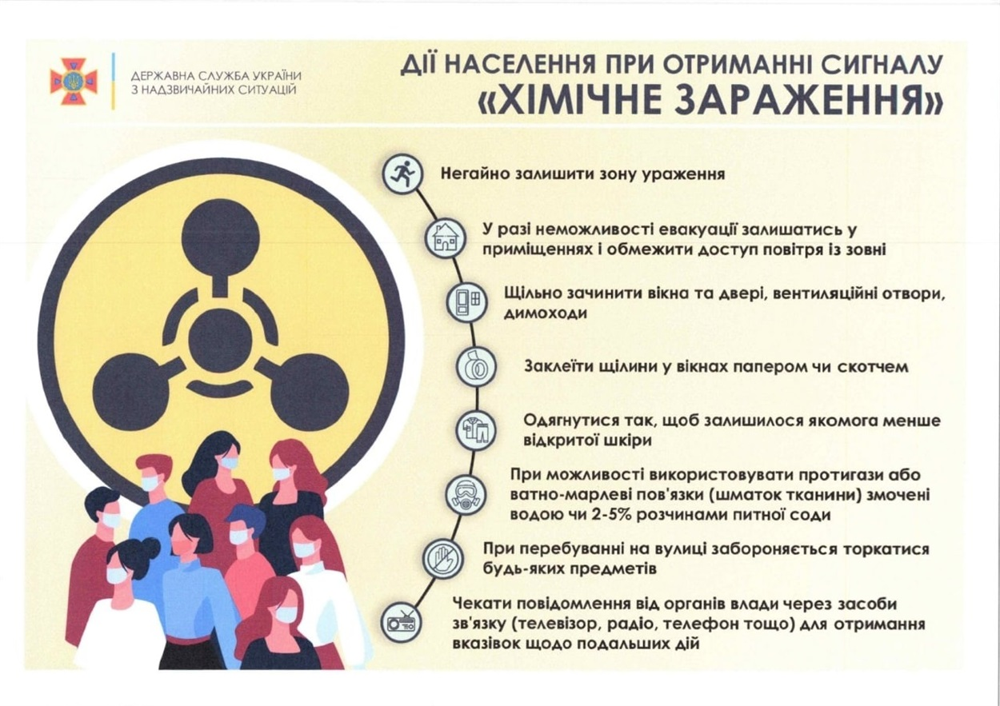 ДЕРЖАВНА СЛУЖБА УКРАЇНИ
З НАДЗВИЧАЙНИХ СИТУАЦІЙ
ДІЇ НАСЕЛЕННЯ ПРИ ОТРИМАННІ СИГНАЛУ
«ХІМІЧНЕ ЗАРАЖЕННЯ»
Негайно залишити зону ураження
У разі неможливості евакуації залишатись у
приміщеннях і обмежити доступ повітря із зовні
Щільно зачинити вікна та двері, вентиляційні отвори,
димоходи
Заклеїти щілини у вікнах папером чи скотчем
Одягнутися так, щоб залишилося якомога менше
відкритої шкіри
При можливості використовувати протигази або
ватно-марлеві пов'язки (шматок тканини) змочені
водою чи 2-5% розчинами питної соди
При перебуванні на вулиці забороняється торкатися
будь-яких предметів
Чекати повідомлення від органів влади через засоби
зв'язку (телевізор, радіо, телефон тощо) для отримання
вказівок щодо подальших дій